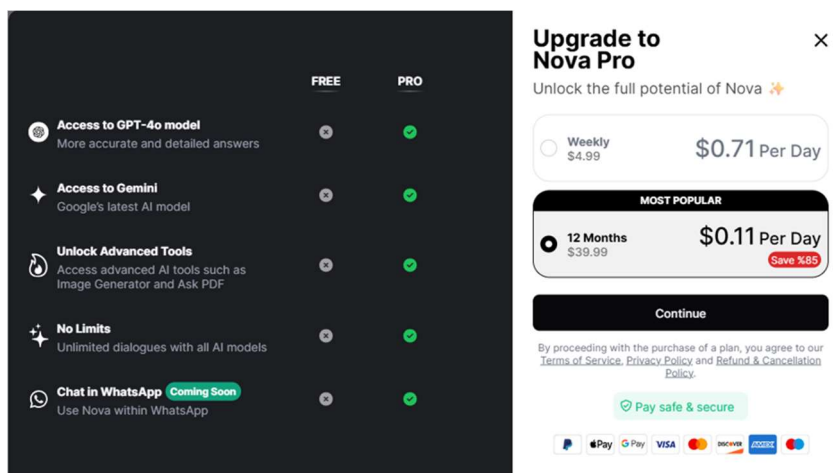 FREE PRO
Access to GPT-4o model
More accurate and detailed answers
Access to Gemini
Google's latest AI model
Unlock Advanced Tools
Access advanced AI tools such as
Image Generator and Ask PDF
No Limits
Unlimited dialogues with all AI models
Chat in WhatsApp Coming Soon
Use Nova within WhatsApp
Upgrade to
Nova Pro
Unlock the full potential of Nova ✨
Weekly
$4.99
$0.71 Per Day
MOST POPULAR
12 Months
$39.99
$0.11 Per Day
Save %85
Continue
By proceeding with the purchase of a plan, you agree to our
Terms of Service, Privacy Policy and Refund & Cancellation
Policy.
Pay safe & secure
Pay G Pay VISA DISCOVER AMEX